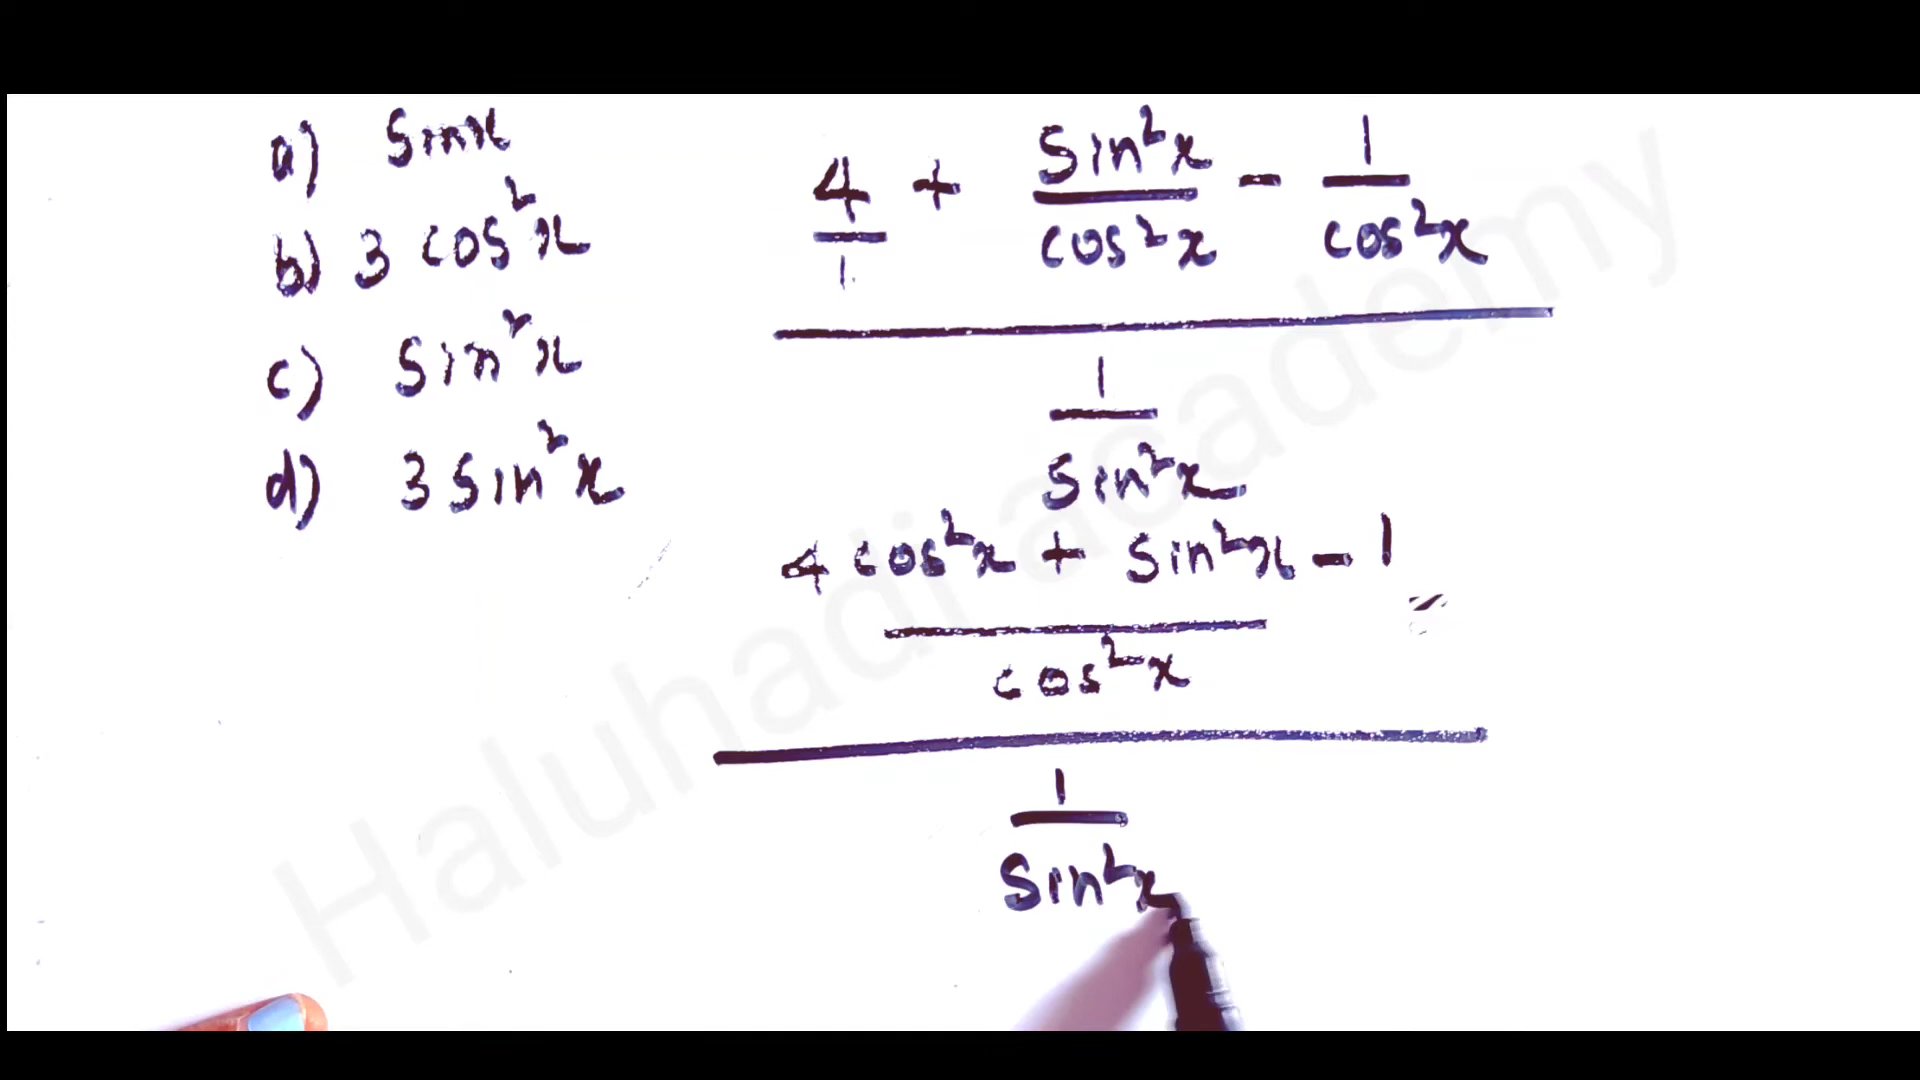 a) sinx
b) 3 cos²x
c) sin²x
d) 3 sin²x
4/1 + sin²x/cos²x - 1/cos²x
1/sin²x
4 cos²x + sin²x - 1
cos²x
1
sin²x
Haluhadi academy